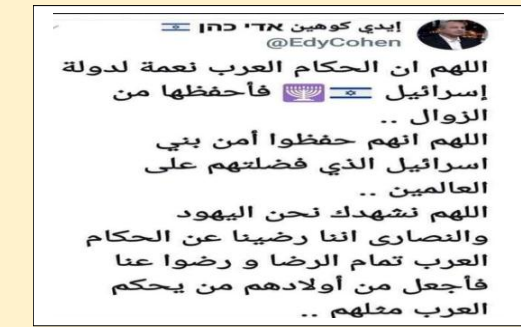 إيدي كوهين אדי כהן 🇮🇱
@EdyCohen
اللهم ان الحكام العرب نعمة لدولة
إسرائيل 🇮🇱🕎 فأحفظها من
الزوال ..
اللهم انهم حفظوا أمن بني
اسرائيل الذي فضلتهم على
العالمين ..
اللهم نشهدك نحن اليهود
والنصارى اننا رضينا عن الحكام
العرب تمام الرضا و رضوا عنا
فأجعل من أولادهم من يحكم
العرب مثلهم ..